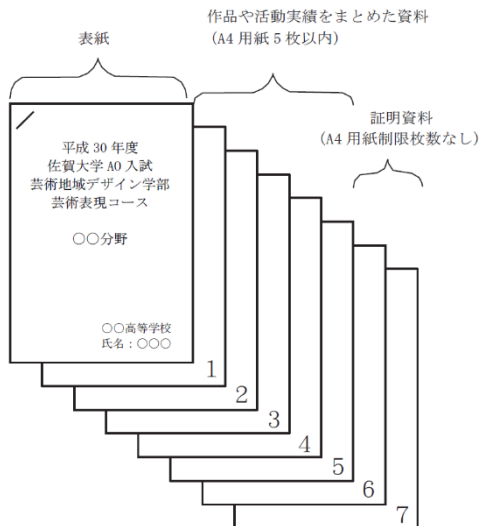 表紙
作品や活動実績をまとめた資料
（A4 用紙 5 枚以内）
証明資料
（A4 用紙制限枚数なし）
平成 30 年度
佐賀大学 AO 入試
芸術地域デザイン学部
芸術表現コース
○○分野
○○高等学校
氏名：○○○
1
2
3
4
5
6
7